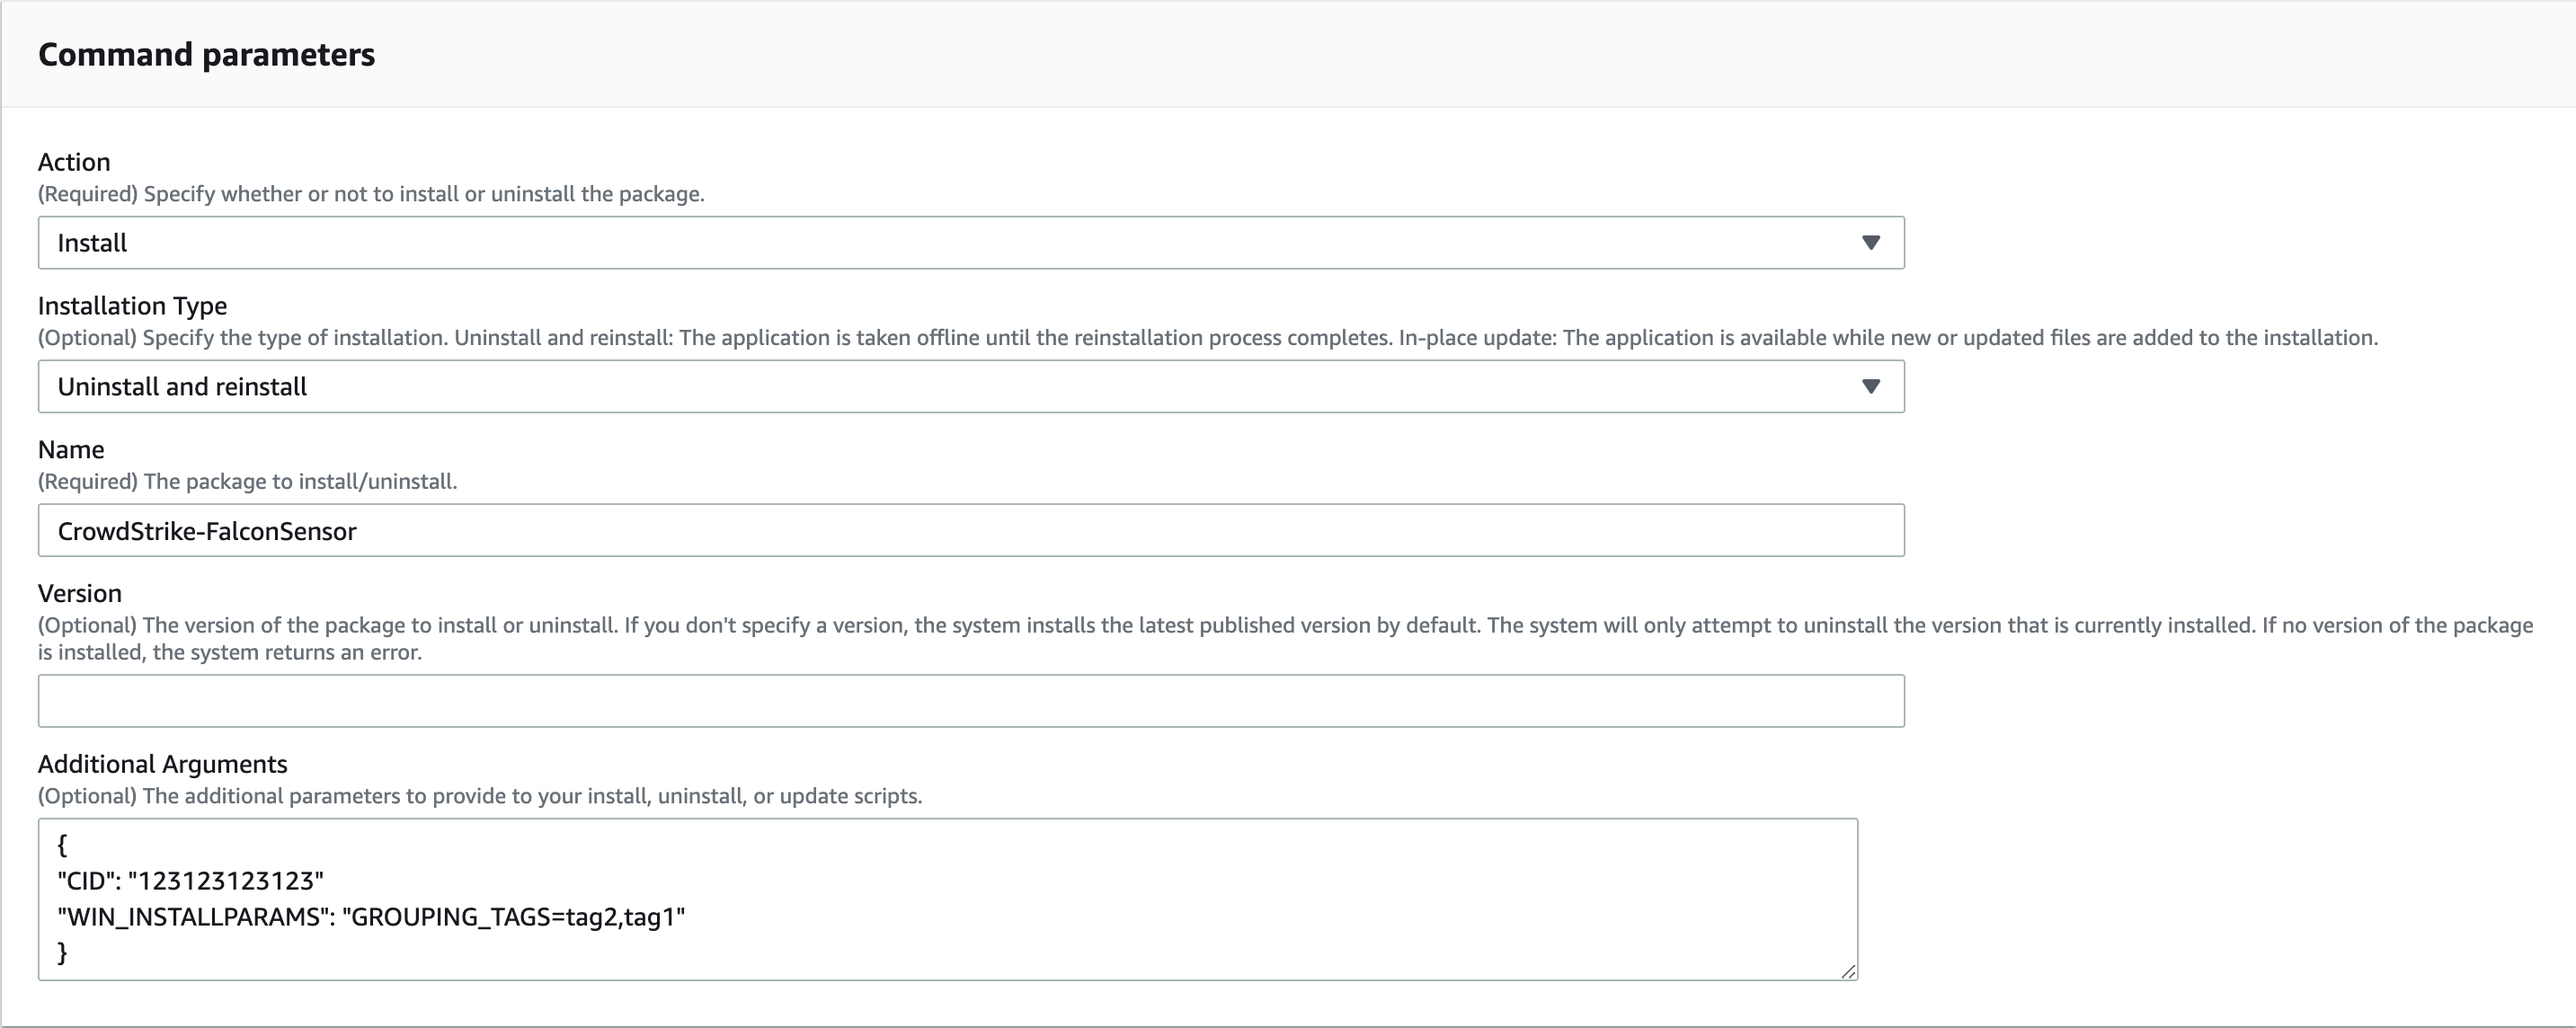 Command parameters
Action
(Required) Specify whether or not to install or uninstall the package.
Install
Installation Type
(Optional) Specify the type of installation. Uninstall and reinstall: The application is taken offline until the reinstallation process completes. In-place update: The application is available while new or updated files are added to the installation.
Uninstall and reinstall
Name
(Required) The package to install/uninstall.
CrowdStrike-FalconSensor
Version
(Optional) The version of the package to install or uninstall. If you don't specify a version, the system installs the latest published version by default. The system will only attempt to uninstall the version that is currently installed. If no version of the package
is installed, the system returns an error.
Additional Arguments
(Optional) The additional parameters to provide to your install, uninstall, or update scripts.
{
"CID": "123123123123"
"WIN_INSTALLPARAMS": "GROUPING_TAGS=tag2,tag1"
}